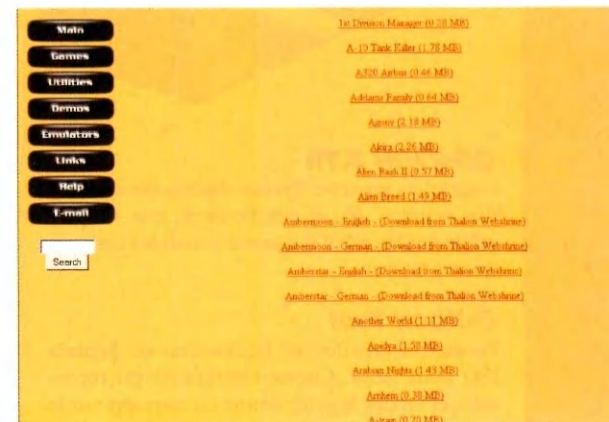 Main
Games
Utilities
Demos
Emulators
Links
Help
E-mail
Search
1st Division Manager (0.28 MB)
A-10 Tank Killer (1.78 MB)
A320 Airbus (0.46 MB)
Addams Family (0.64 MB)
Agony (2.18 MB)
Akira (2.26 MB)
Alien Bash II (0.57 MB)
Alien Breed (1.49 MB)
Ambermoon - English - (Download from Thalion Webshrine)
Ambermoon - German - (Download from Thalion Webshrine)
Amberstar - English - (Download from Thalion Webshrine)
Amberstar - German - (Download from Thalion Webshrine)
Another World (1.11 MB)
Apidya (1.58 MB)
Arabian Nights (1.43 MB)
Arnhem (0.38 MB)
A-train (0.70 MB)